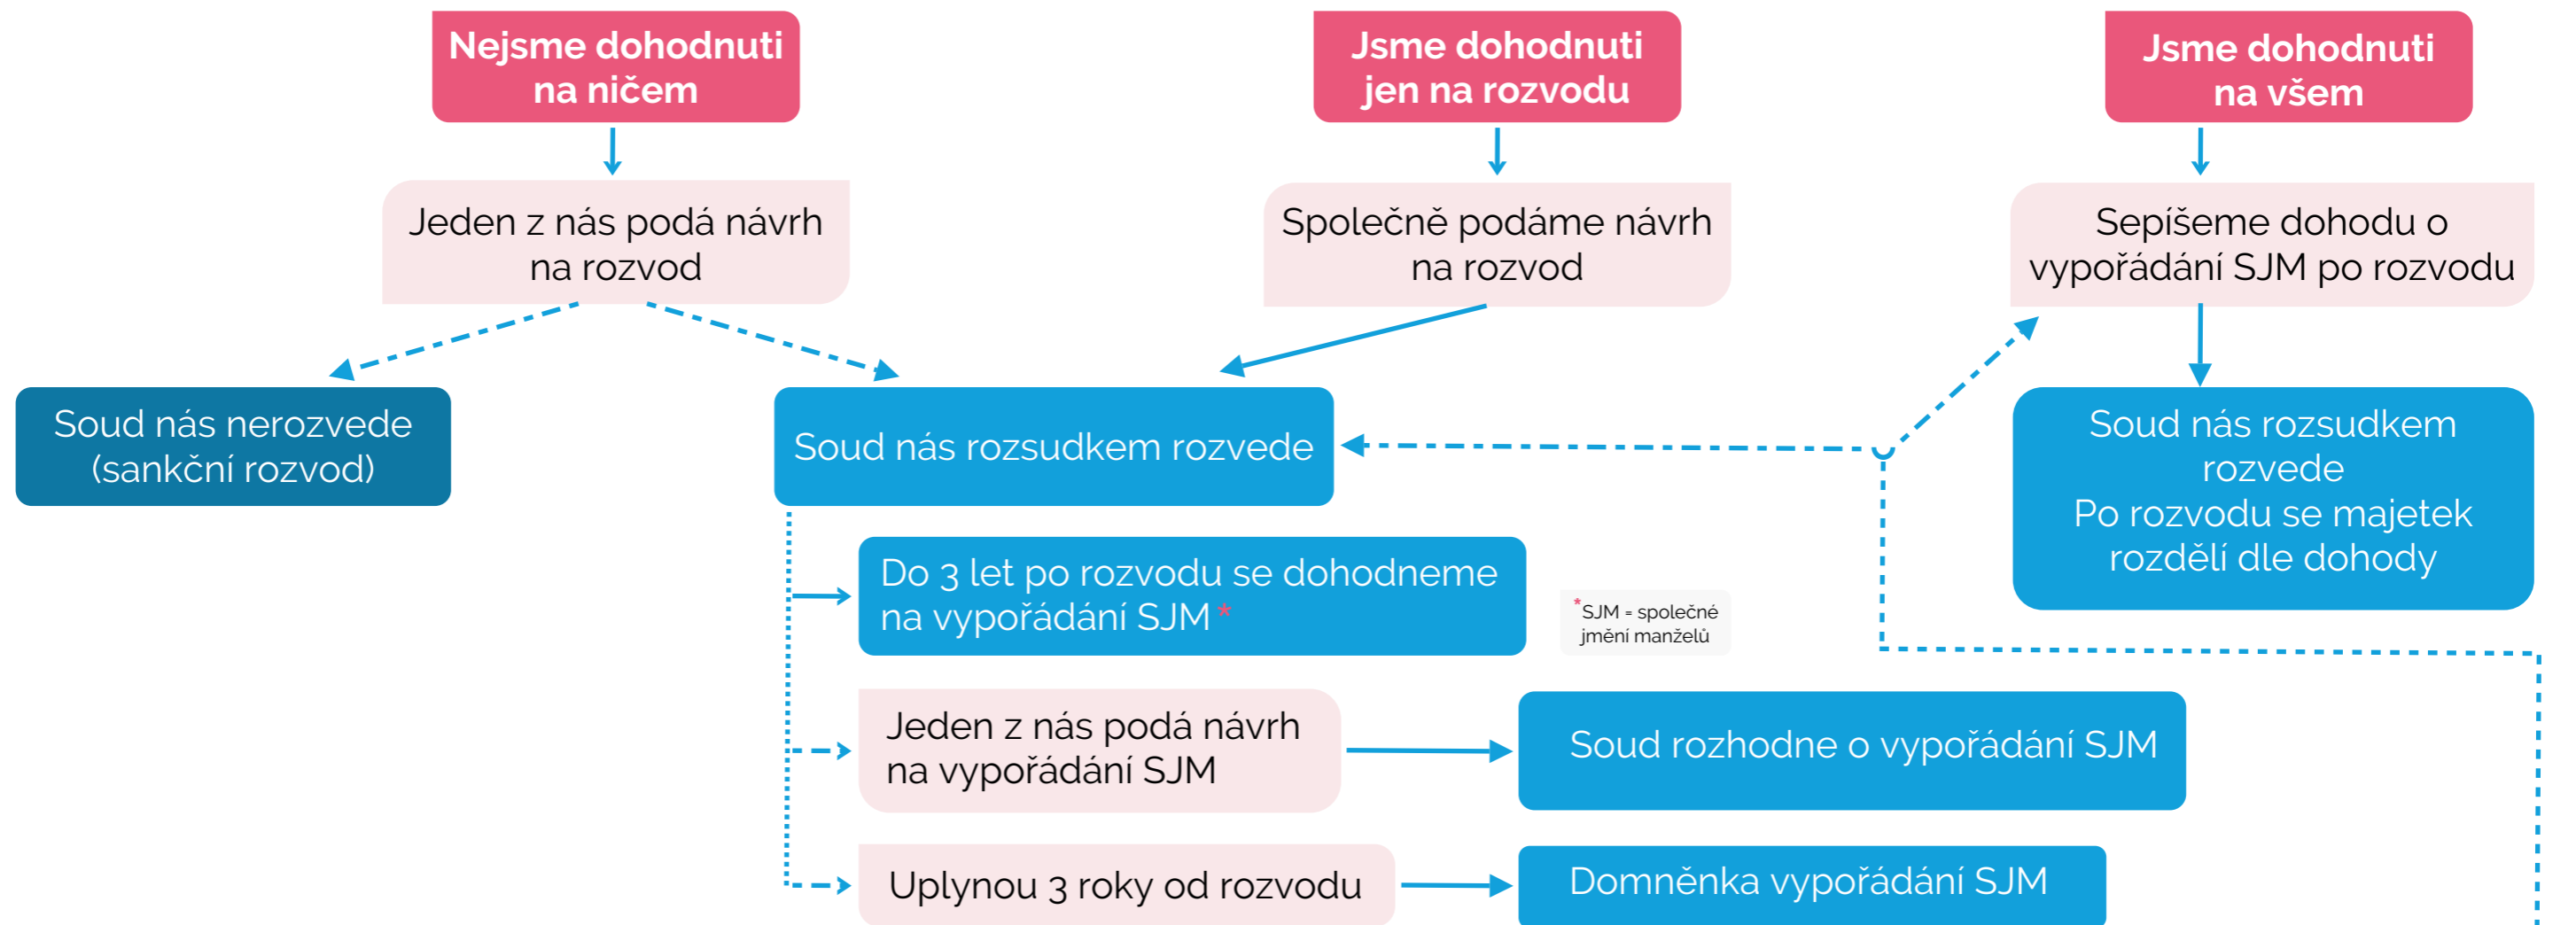 Nejsme dohodnuti
na ničem
Jsme dohodnuti
jen na rozvodu
Jsme dohodnuti
na všem
Jeden z nás podá návrh
na rozvod
Společně podáme návrh
na rozvod
Sepíšeme dohodu o
vypořádání SJM po rozvodu
Soud nás nerozvede
(sankční rozvod)
Soud nás rozsudkem rozvede
Soud nás rozsudkem
rozvede
Po rozvodu se majetek
rozdělí dle dohody
Do 3 let po rozvodu se dohodneme
na vypořádání SJM *
*SJM = společné
jmění manželů
Jeden z nás podá návrh
na vypořádání SJM
Soud rozhodne o vypořádání SJM
Uplynou 3 roky od rozvodu
Domněnka vypořádání SJM